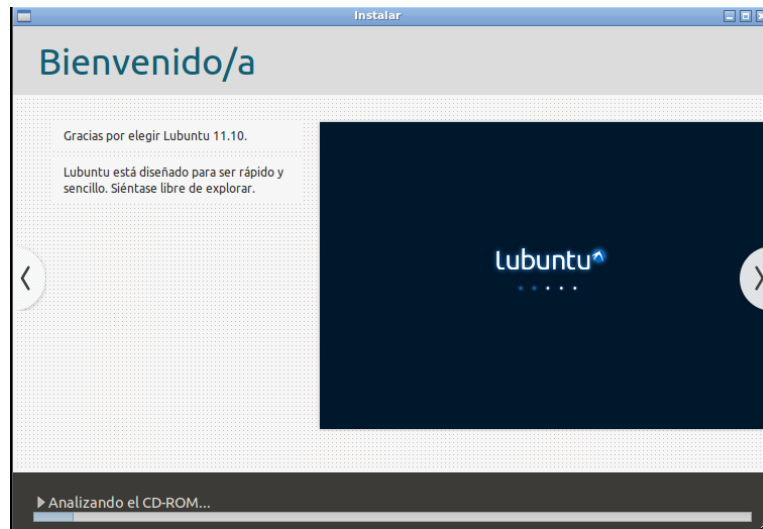 Instalar
Bienvenido/a
Gracias por elegir Lubuntu 11.10.
Lubuntu está diseñado para ser rápido y
sencillo. Siéntase libre de explorar.
Lubuntu
Analizando el CD-ROM...